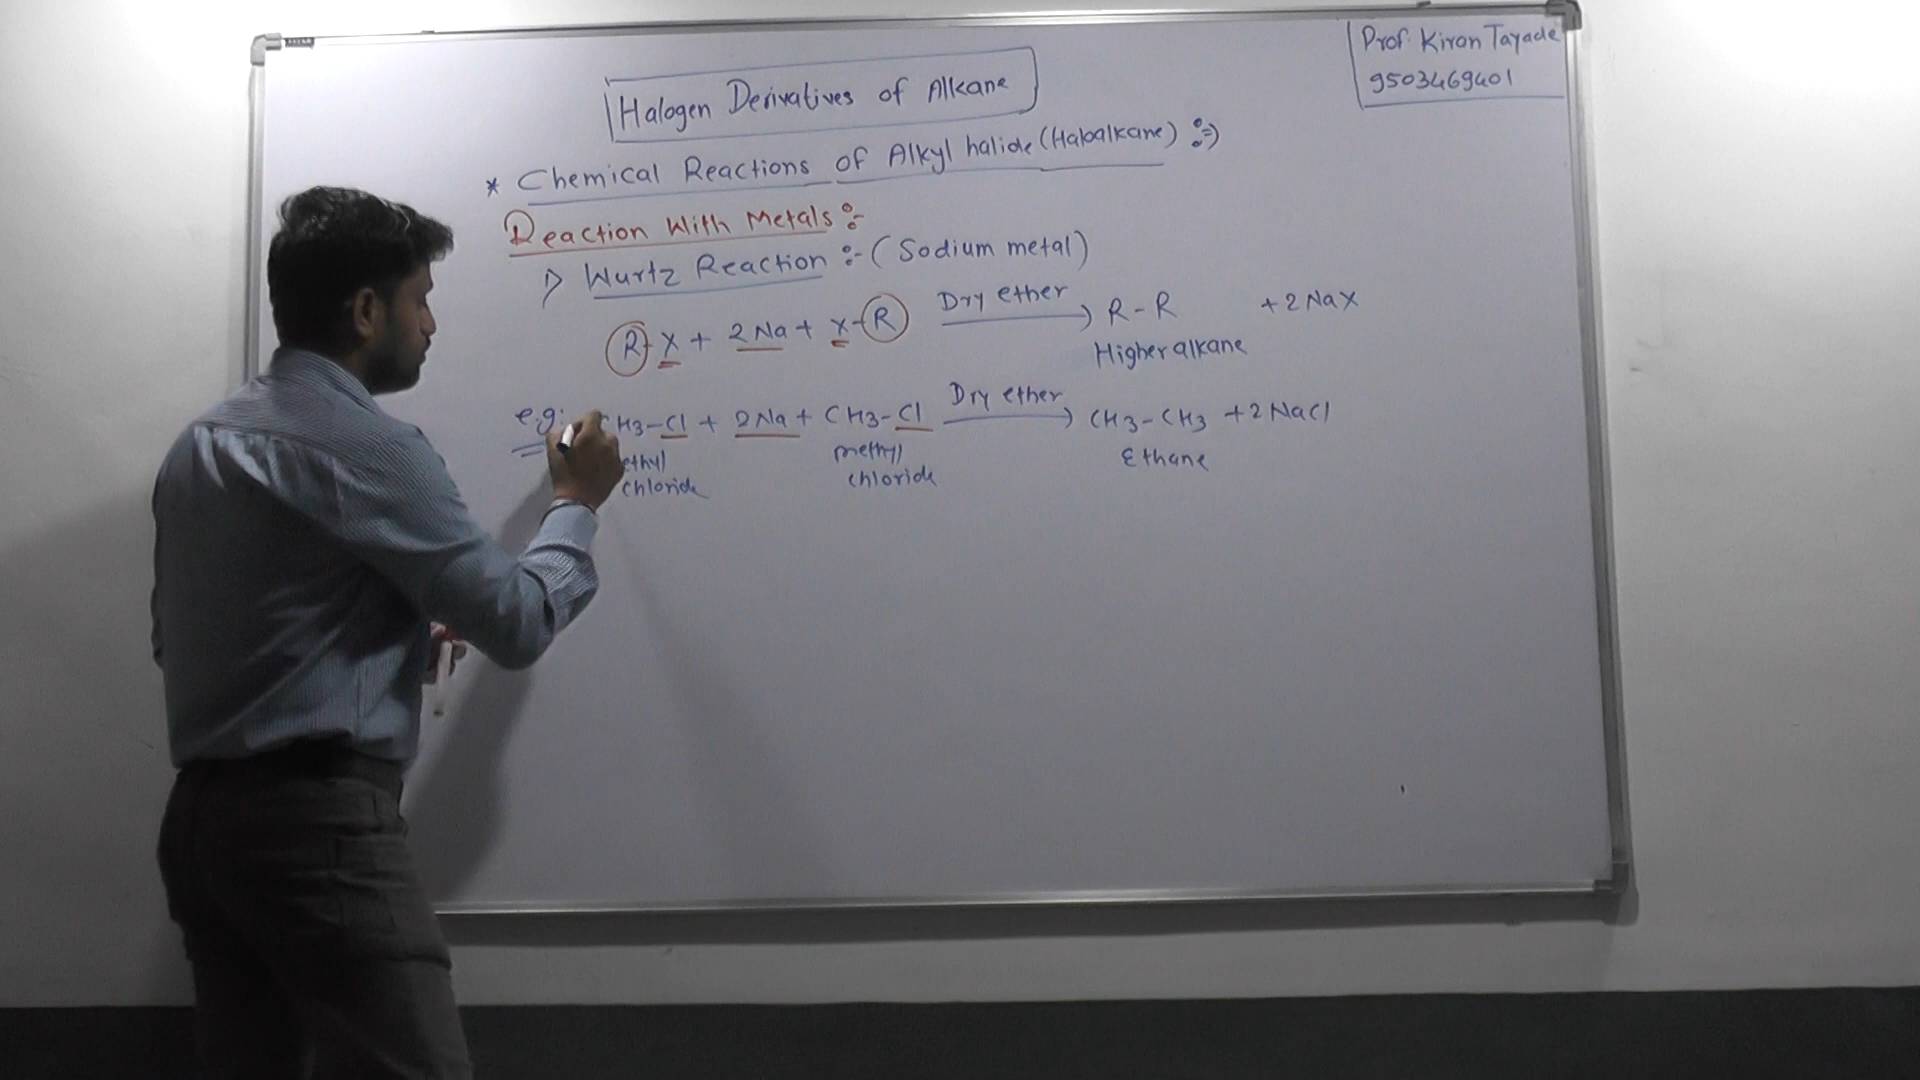 Prof. Kiran Tayade
9503469401
Halogen Derivatives of Alkane
* Chemical Reactions of Alkyl halide (Haloalkane) :⇒)
Reaction With Metals :-
1) Wurtz Reaction :- (Sodium metal)
R-X + 2Na + X-R Dry ether → R-R + 2NaX
Higher alkane
e.g: CH3-Cl + 2Na + CH3-Cl Dry ether → CH3-CH3 + 2NaCl
ethyl methyl Ethane
chloride chloride